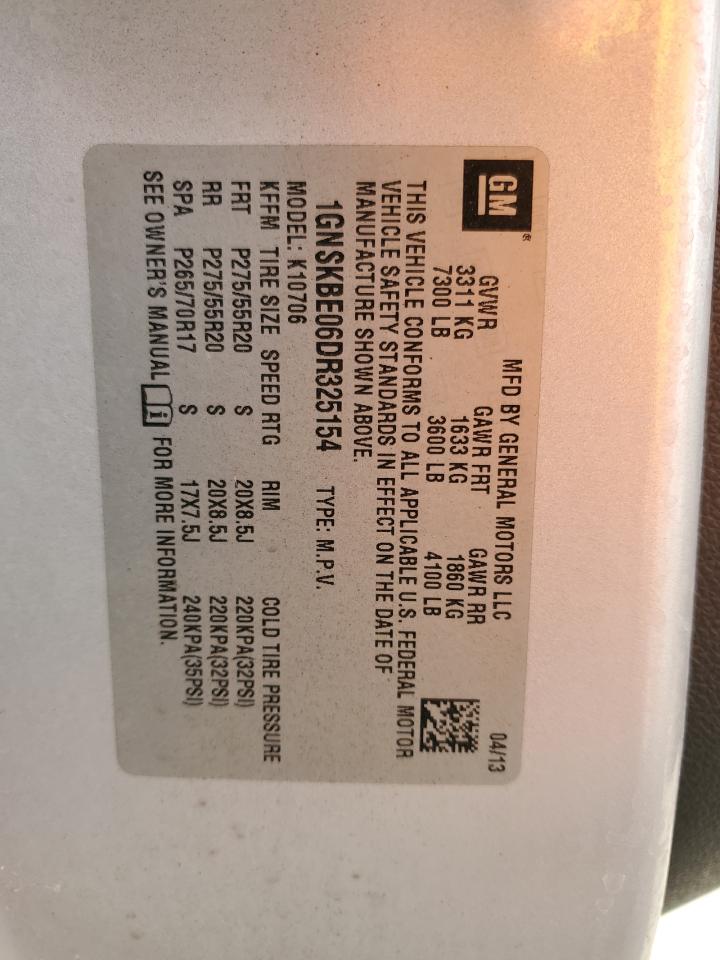 GM®
MFD BY GENERAL MOTORS LLC 04/13
GVWR GAWR FRT GAWR RR
3311 KG 1633 KG 1860 KG
7300 LB 3600 LB 4100 LB
THIS VEHICLE CONFORMS TO ALL APPLICABLE U.S. FEDERAL MOTOR
VEHICLE SAFETY STANDARDS IN EFFECT ON THE DATE OF
MANUFACTURE SHOWN ABOVE.
1GNSKBE06DR325154 TYPE: M.P.V.
MODEL: K10706
KFFM TIRE SIZE SPEED RTG RIM COLD TIRE PRESSURE
FRT P275/55R20 S 20X8.5J 220KPA(32PSI)
RR P275/55R20 S 20X8.5J 220KPA(32PSI)
SPA P265/70R17 S 17X7.5J 240KPA(35PSI)
SEE OWNER'S MANUAL i FOR MORE INFORMATION.